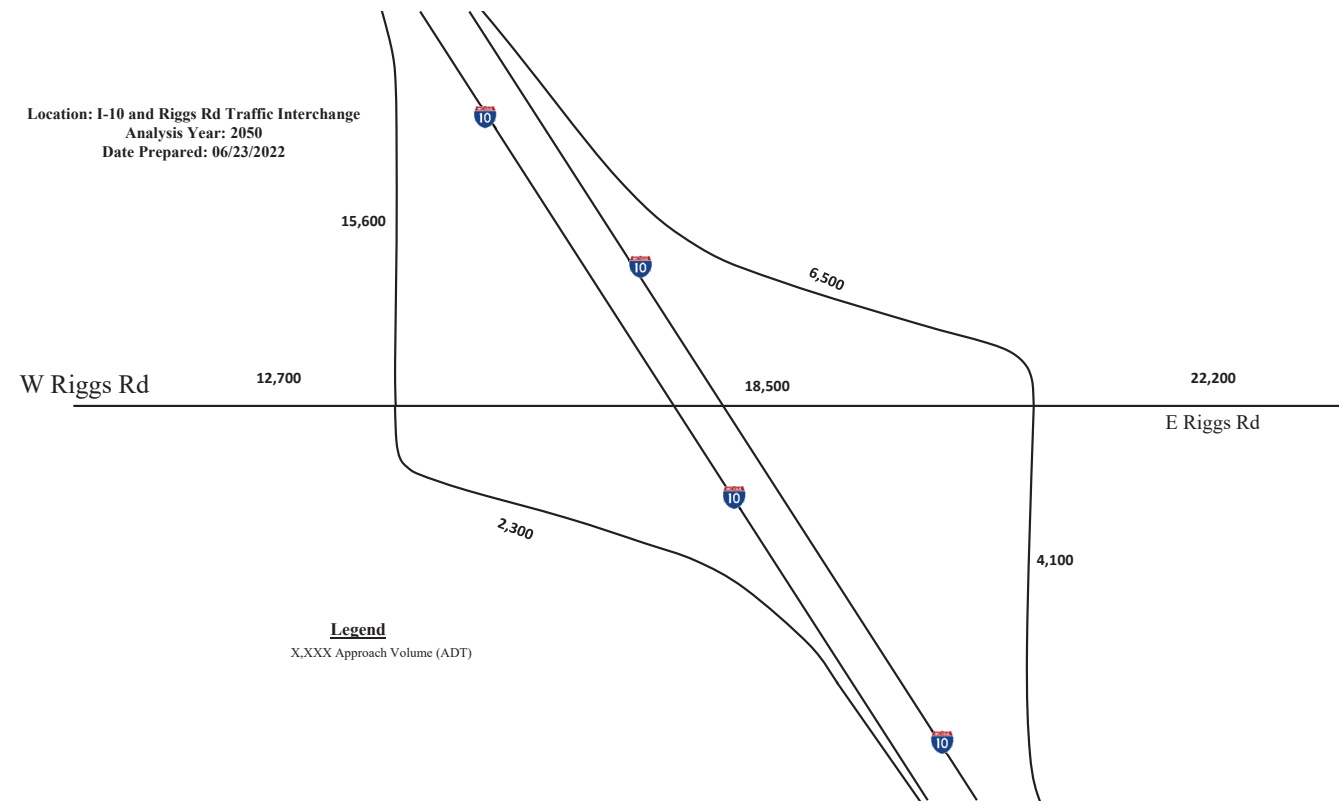 Location: I-10 and Riggs Rd Traffic Interchange
Analysis Year: 2050
Date Prepared: 06/23/2022
10
15,600
10
6,500
W Riggs Rd
12,700
18,500
22,200
E Riggs Rd
10
2,300
4,100
Legend
X,XXX Approach Volume (ADT)
10